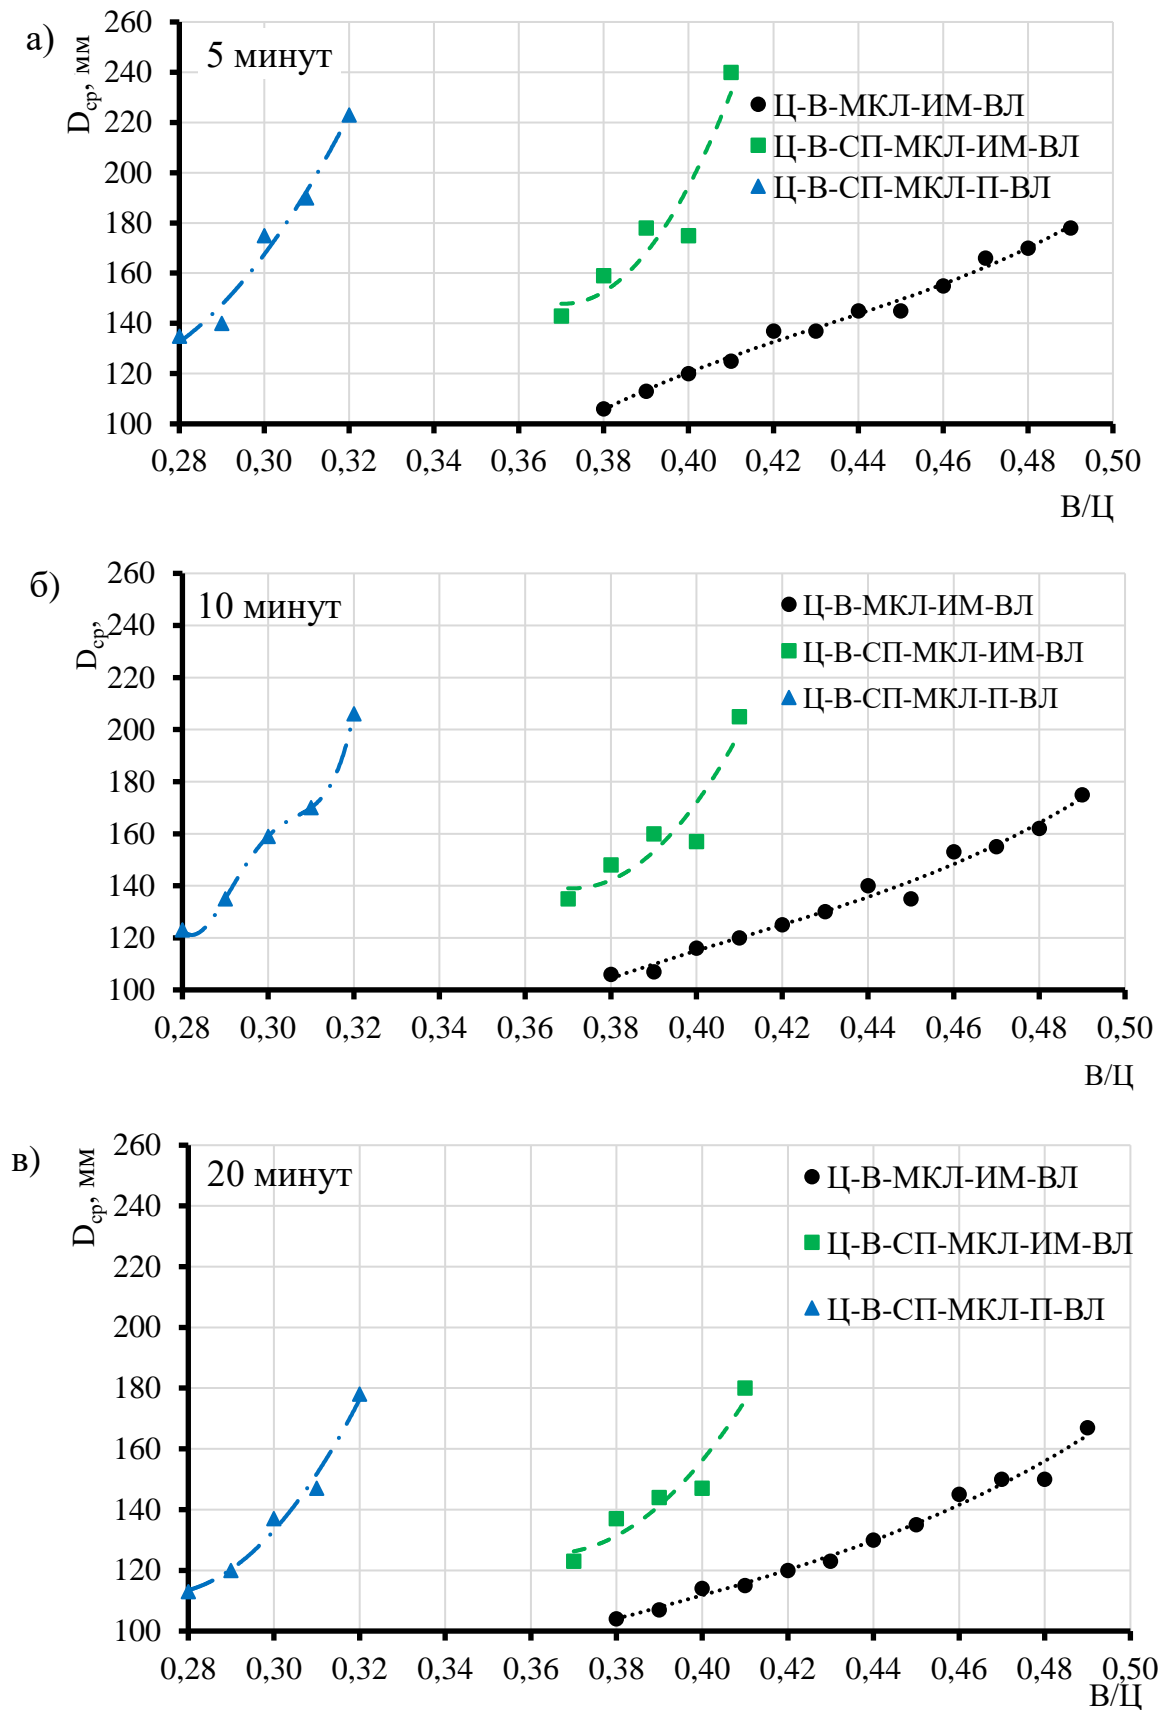 а)
D_ср, мм
5 минут
260
240
220
200
180
160
140
120
100
Ц-В-МКЛ-ИМ-ВЛ
Ц-В-СП-МКЛ-ИМ-ВЛ
Ц-В-СП-МКЛ-П-ВЛ
0,28 0,30 0,32 0,34 0,36 0,38 0,40 0,42 0,44 0,46 0,48 0,50
В/Ц
б)
D_ср,
10 минут
260
240
220
200
180
160
140
120
100
Ц-В-МКЛ-ИМ-ВЛ
Ц-В-СП-МКЛ-ИМ-ВЛ
Ц-В-СП-МКЛ-П-ВЛ
0,28 0,30 0,32 0,34 0,36 0,38 0,40 0,42 0,44 0,46 0,48 0,50
В/Ц
в)
D_ср, мм
20 минут
260
240
220
200
180
160
140
120
100
Ц-В-МКЛ-ИМ-ВЛ
Ц-В-СП-МКЛ-ИМ-ВЛ
Ц-В-СП-МКЛ-П-ВЛ
0,28 0,30 0,32 0,34 0,36 0,38 0,40 0,42 0,44 0,46 0,48 0,50
В/Ц